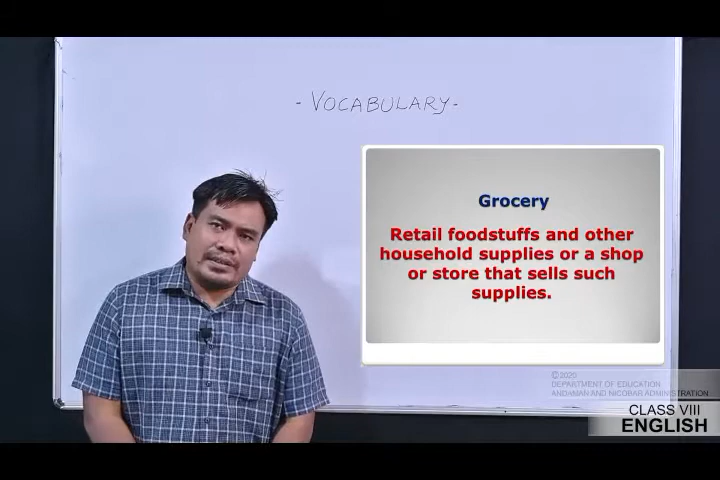 - VOCABULARY -
Grocery
Retail foodstuffs and other
household supplies or a shop
or store that sells such
supplies.
©2020
DEPARTMENT OF EDUCATION
ANDAMAN AND NICOBAR ADMINISTRATION
CLASS VIII
ENGLISH